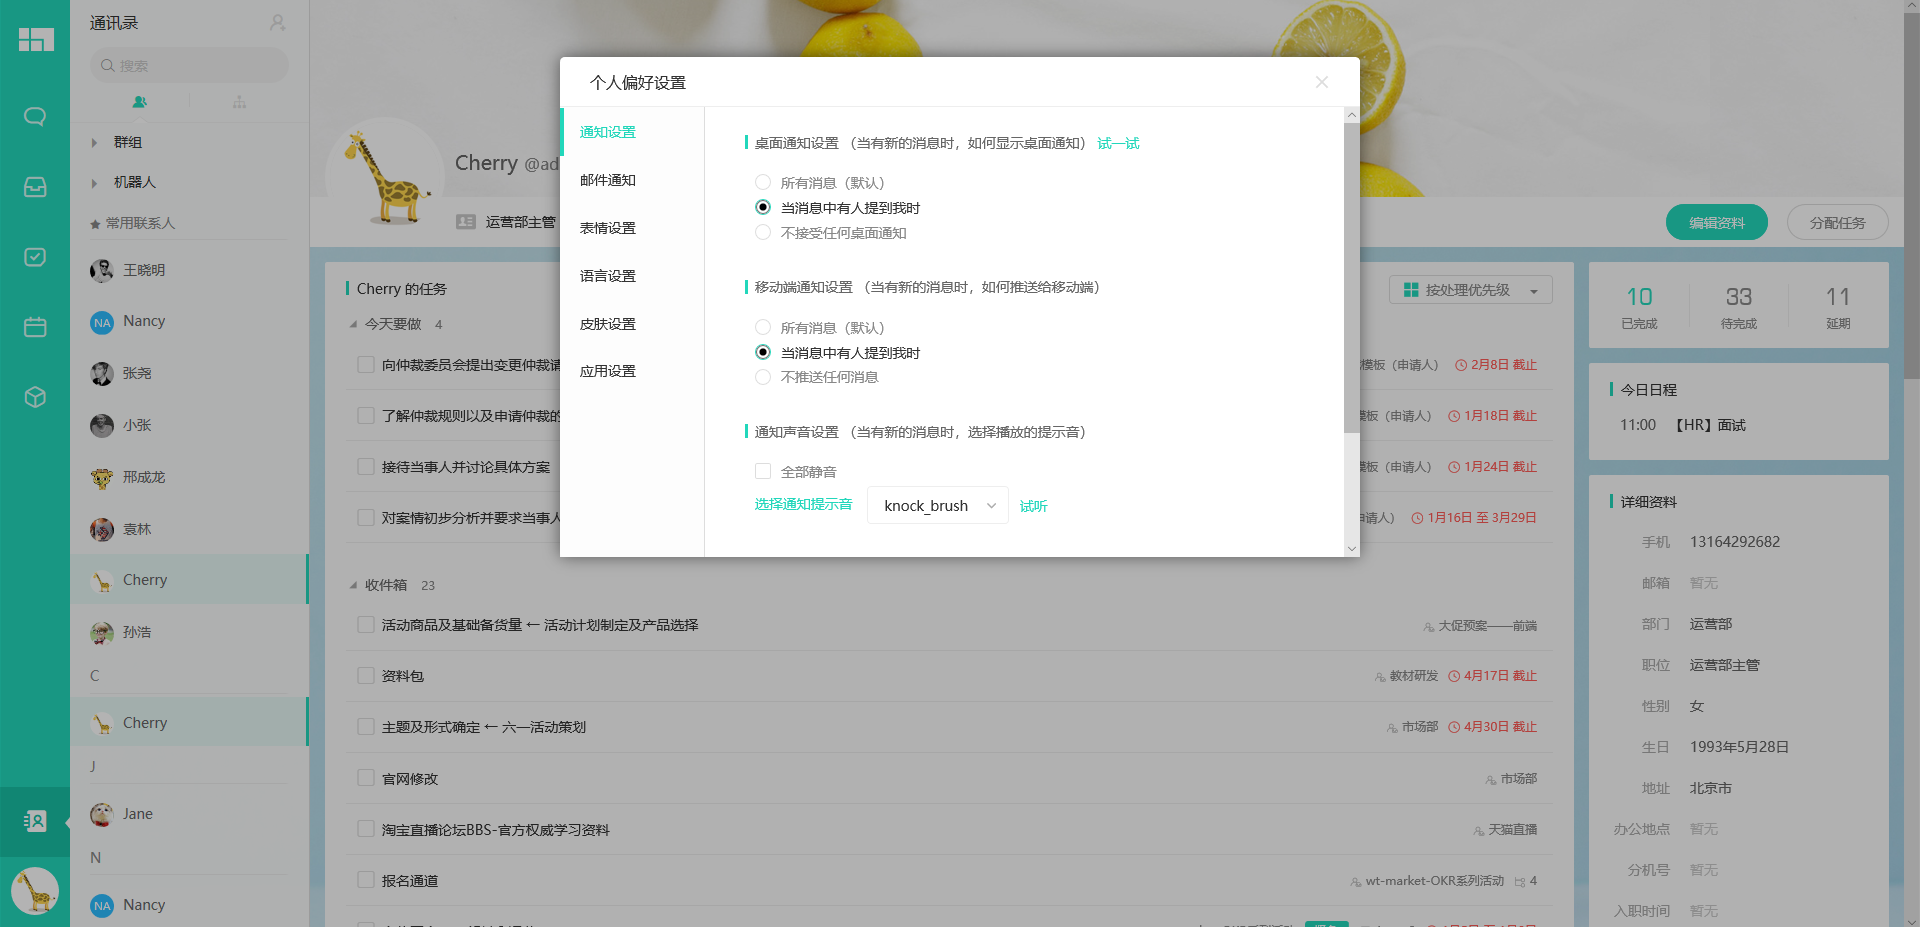 通讯录
搜索
群组
机器人
常用联系人
王晓明
NA Nancy
张尧
小张
邢成龙
袁林
Cherry
孙浩
C
Cherry
J
Jane
N
NA Nancy
Cherry @ad
运营部主管
编辑资料
分配任务
Cherry 的任务
按处理优先级
今天要做 4
向仲裁委员会提出变更仲裁请
模板（申请人） 2月8日 截止
了解仲裁规则以及申请仲裁的
模板（申请人） 1月18日 截止
接待当事人并讨论具体方案
模板（申请人） 1月24日 截止
对案情初步分析并要求当事人
申请人） 1月16日 至 3月29日
收件箱 23
活动商品及基础备货量 ← 活动计划制定及产品选择
大促预案——前端
资料包
教材研发 4月17日 截止
主题及形式确定 ← 六一活动策划
市场部 4月30日 截止
官网修改
市场部
淘宝直播论坛BBS-官方权威学习资料
天猫直播
报名通道
wt-market-OKR系列活动 4
个人偏好设置
通知设置
邮件通知
表情设置
语言设置
皮肤设置
应用设置
桌面通知设置 （当有新的消息时，如何显示桌面通知） 试一试
所有消息（默认）
当消息中有人提到我时
不接受任何桌面通知
移动端通知设置 （当有新的消息时，如何推送给移动端）
所有消息（默认）
当消息中有人提到我时
不推送任何消息
通知声音设置 （当有新的消息时，选择播放的提示音）
全部静音
选择通知提示音 knock_brush 试听
10 33 11
已完成 待完成 延期
今日日程
11:00 【HR】面试
详细资料
手机 13164292682
邮箱 暂无
部门 运营部
职位 运营部主管
性别 女
生日 1993年5月28日
地址 北京市
办公地点 暂无
分机号 暂无
入职时间 暂无